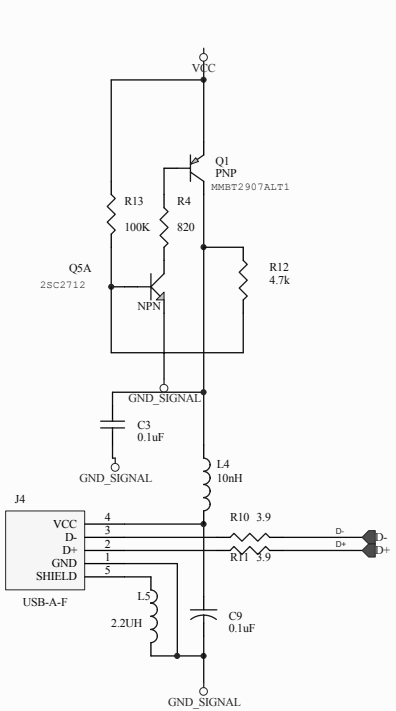 VCC
Q1
PNP
MMBT2907ALT1
R13
R4
100K
820
Q5A
2SC2712
R12
4.7k
NPN
GND_SIGNAL
C3
0.1uF
GND_SIGNAL
L4
10nH
J4
VCC 4
R10 3.9
D- 3
D- D-
D+ 2
D+ D+
GND 1
R11 3.9
SHIELD 5
USB-A-F
L5
2.2UH
C9
0.1uF
GND_SIGNAL